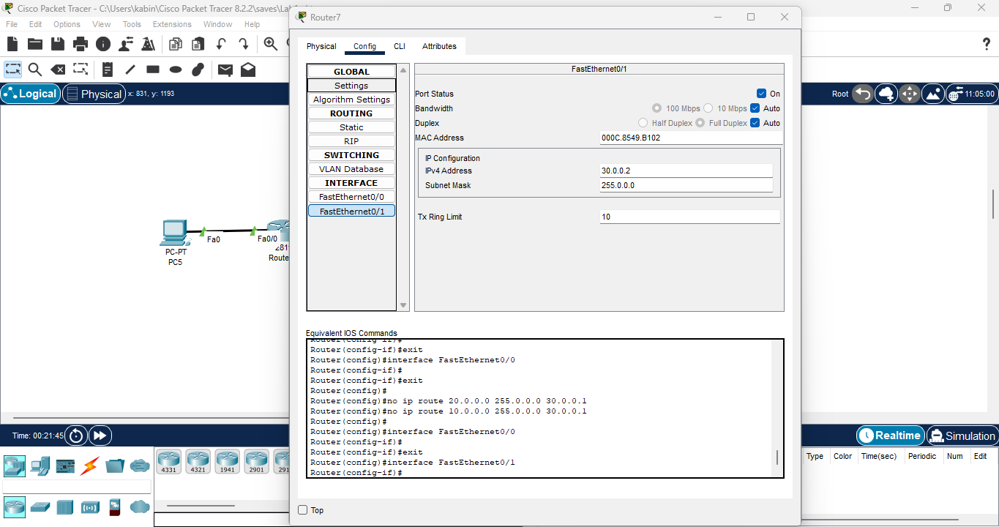 Cisco Packet Tracer - C:\Users\kabin\Cisco Packet Tracer 8.2.2\saves\La
File Edit Options View Tools Extensions Window Help
Logical Physical x: 831, y: 1193
Root 11:05:00
PC-PT
PC5
Fa0
Fa0/0
Route
Router7
Physical Config CLI Attributes
GLOBAL
Settings
Algorithm Settings
ROUTING
Static
RIP
SWITCHING
VLAN Database
INTERFACE
FastEthernet0/0
FastEthernet0/1
FastEthernet0/1
Port Status On
Bandwidth 100 Mbps 10 Mbps Auto
Duplex Half Duplex Full Duplex Auto
MAC Address 000C.8549.B102
IP Configuration
IPv4 Address 30.0.0.2
Subnet Mask 255.0.0.0
Tx Ring Limit 10
Equivalent IOS Commands
Router(config-if)#
Router(config-if)#exit
Router(config)#interface FastEthernet0/0
Router(config-if)#
Router(config-if)#exit
Router(config)#
Router(config)#no ip route 20.0.0.0 255.0.0.0 30.0.0.1
Router(config)#no ip route 10.0.0.0 255.0.0.0 30.0.0.1
Router(config)#
Router(config)#interface FastEthernet0/0
Router(config-if)#
Router(config-if)#exit
Router(config)#interface FastEthernet0/1
Router(config-if)#
Top
Time: 00:21:45
Realtime Simulation
4331 4321 1941 2901 291
Type Color Time(sec) Periodic Num Edit